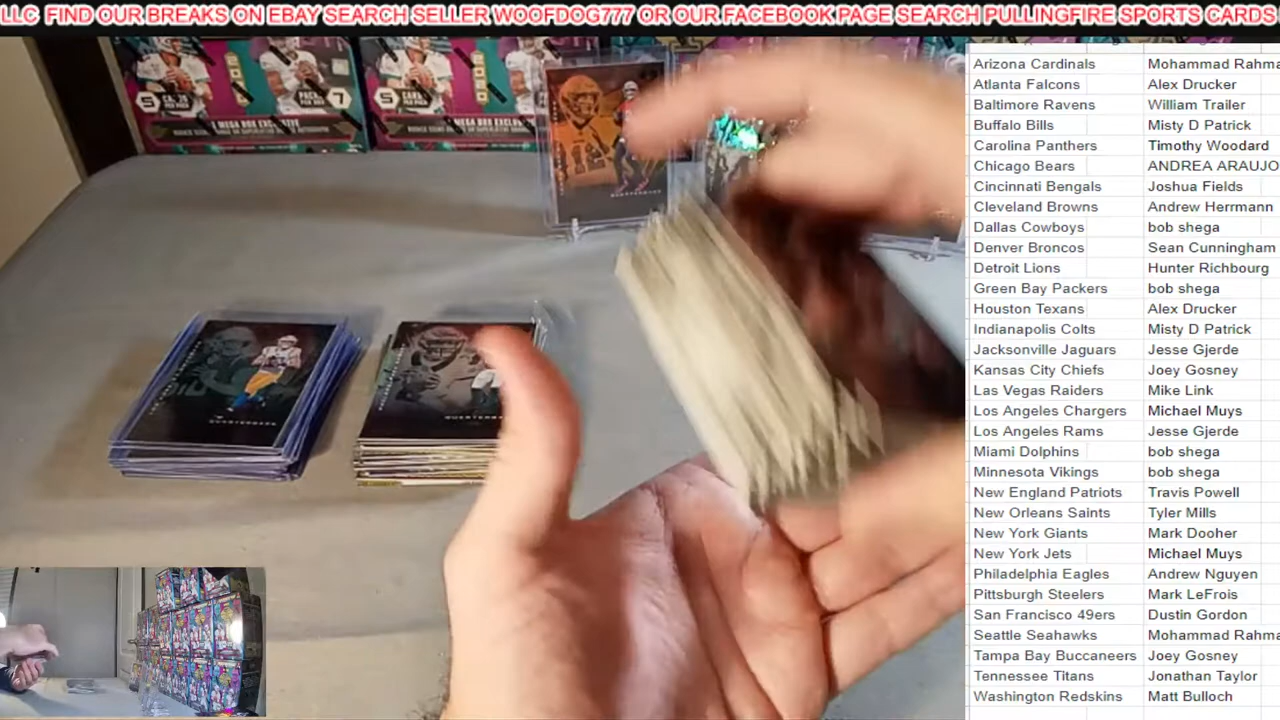 LLC FIND OUR BREAKS ON EBAY SEARCH SELLER WOOFDOG777 OR OUR FACEBOOK PAGE SEARCH PULLINGFIRE SPORTS CARDS
Arizona Cardinals Mohammad Rahma
Atlanta Falcons Alex Drucker
Baltimore Ravens William Trailer
Buffalo Bills Misty D Patrick
Carolina Panthers Timothy Woodard
Chicago Bears ANDREA ARAUJO
Cincinnati Bengals Joshua Fields
Cleveland Browns Andrew Herrmann
Dallas Cowboys bob shega
Denver Broncos Sean Cunningham
Detroit Lions Hunter Richbourg
Green Bay Packers bob shega
Houston Texans Alex Drucker
Indianapolis Colts Misty D Patrick
Jacksonville Jaguars Jesse Gjerde
Kansas City Chiefs Joey Gosney
Las Vegas Raiders Mike Link
Los Angeles Chargers Michael Muys
Los Angeles Rams Jesse Gjerde
Miami Dolphins bob shega
Minnesota Vikings bob shega
New England Patriots Travis Powell
New Orleans Saints Tyler Mills
New York Giants Mark Dooher
New York Jets Michael Muys
Philadelphia Eagles Andrew Nguyen
Pittsburgh Steelers Mark LeFrois
San Francisco 49ers Dustin Gordon
Seattle Seahawks Mohammad Rahma
Tampa Bay Buccaneers Joey Gosney
Tennessee Titans Jonathan Taylor
Washington Redskins Matt Bulloch
5 7 5
MEGA BOX EXCLUSIVE
QUARTERBACK